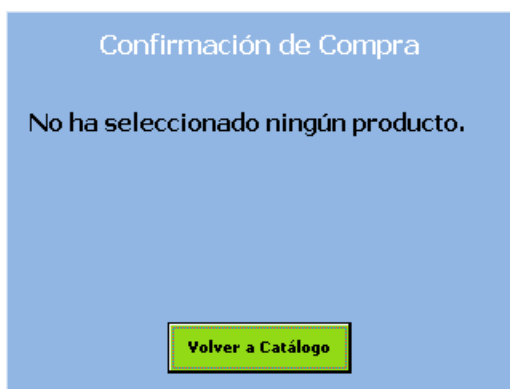 Confirmación de Compra
No ha seleccionado ningún producto.
Volver a Catálogo